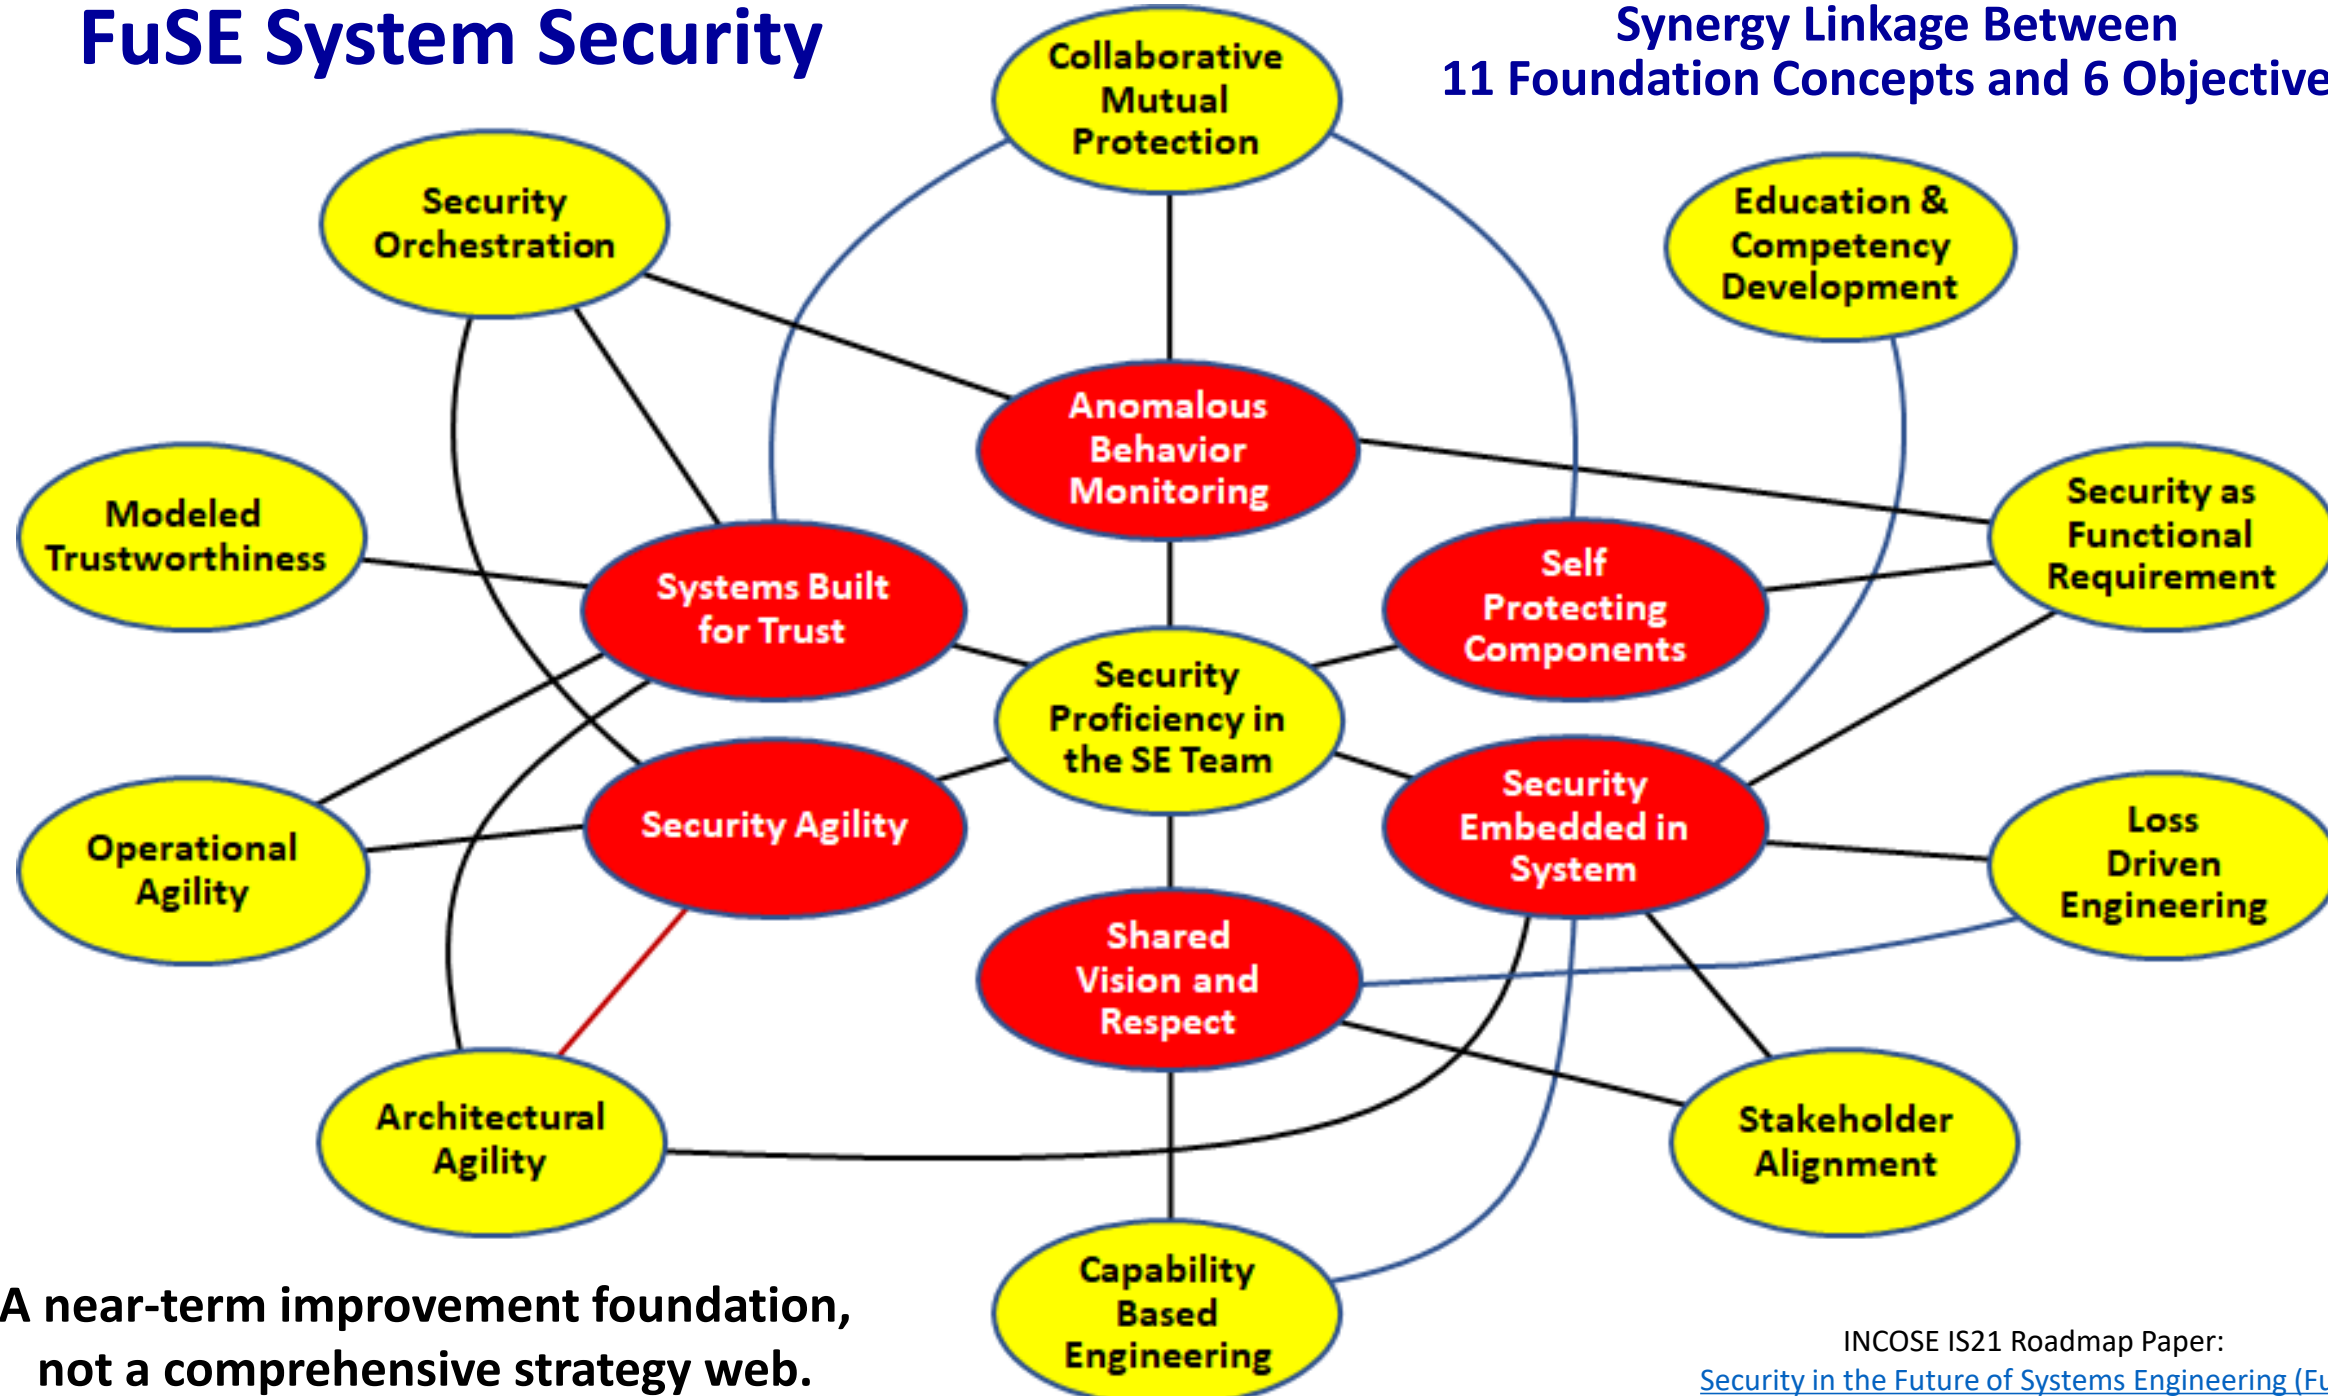 FuSE System Security
Synergy Linkage Between
11 Foundation Concepts and 6 Objective
Collaborative
Mutual
Protection
Security
Orchestration
Education &
Competency
Development
Anomalous
Behavior
Monitoring
Modeled
Trustworthiness
Security as
Functional
Requirement
Systems Built
for Trust
Self
Protecting
Components
Security
Proficiency in
the SE Team
Operational
Agility
Security Agility
Security
Embedded in
System
Loss
Driven
Engineering
Shared
Vision and
Respect
Architectural
Agility
Stakeholder
Alignment
Capability
Based
Engineering
A near-term improvement foundation,
not a comprehensive strategy web.
INCOSE IS21 Roadmap Paper:
Security in the Future of Systems Engineering (Fu